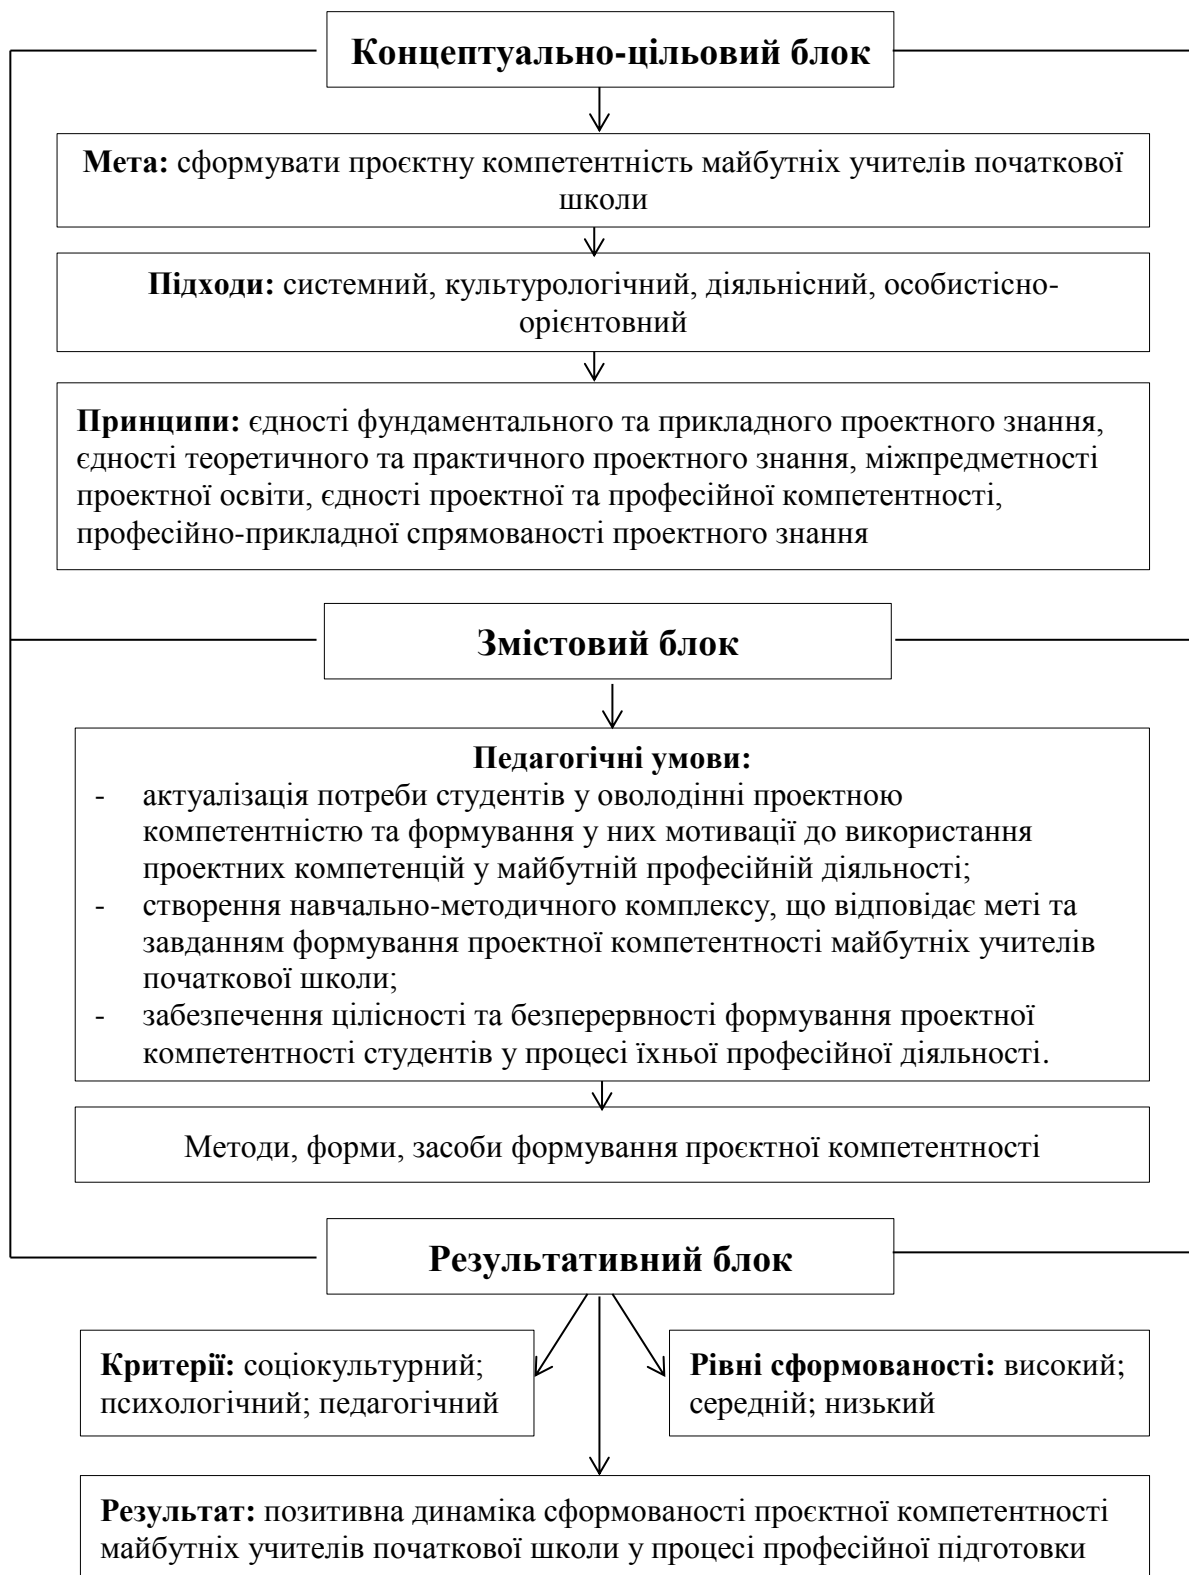 Концептуально-цільовий блок
Мета: сформувати проєктну компетентність майбутніх учителів початкової
школи
Підходи: системний, культурологічний, діяльнісний, особистісно-
орієнтовний
Принципи: єдності фундаментального та прикладного проектного знання,
єдності теоретичного та практичного проектного знання, міжпредметності
проектної освіти, єдності проектної та професійної компетентності,
професійно-прикладної спрямованості проектного знання
Змістовий блок
Педагогічні умови:
- актуалізація потреби студентів у оволодінні проектною
компетентністю та формування у них мотивації до використання
проектних компетенцій у майбутній професійній діяльності;
- створення навчально-методичного комплексу, що відповідає меті та
завданням формування проектної компетентності майбутніх учителів
початкової школи;
- забезпечення цілісності та безперервності формування проектної
компетентності студентів у процесі їхньої професійної діяльності.
Методи, форми, засоби формування проєктної компетентності
Результативний блок
Критерії: соціокультурний;
психологічний; педагогічний
Рівні сформованості: високий;
середній; низький
Результат: позитивна динаміка сформованості проєктної компетентності
майбутніх учителів початкової школи у процесі професійної підготовки